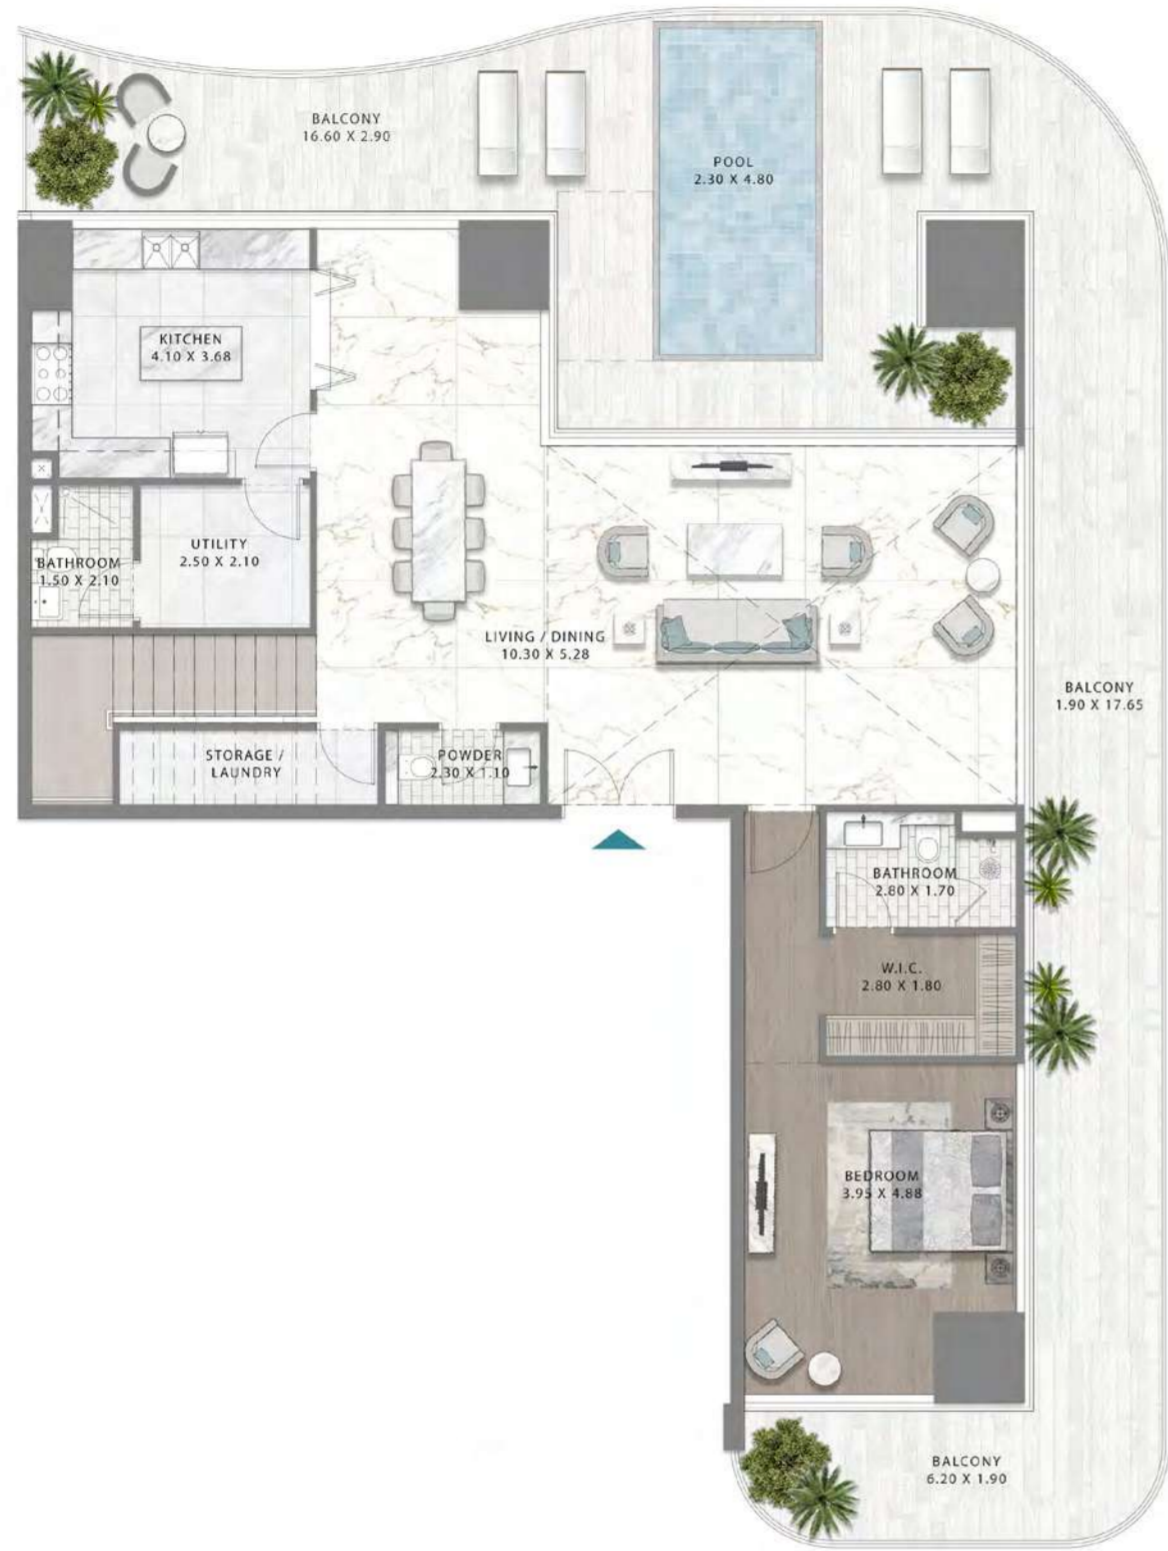 BALCONY
16.60 X 2.90
POOL
2.30 X 4.80
KITCHEN
4.10 X 3.68
UTILITY
2.50 X 2.10
BATHROOM
1.50 X 2.10
LIVING / DINING
10.30 X 5.28
BALCONY
1.90 X 17.65
STORAGE /
LAUNDRY
POWDER
2.30 X 1.10
BATHROOM
2.80 X 1.70
W.I.C.
2.80 X 1.80
BEDROOM
3.95 X 4.88
BALCONY
6.20 X 1.90